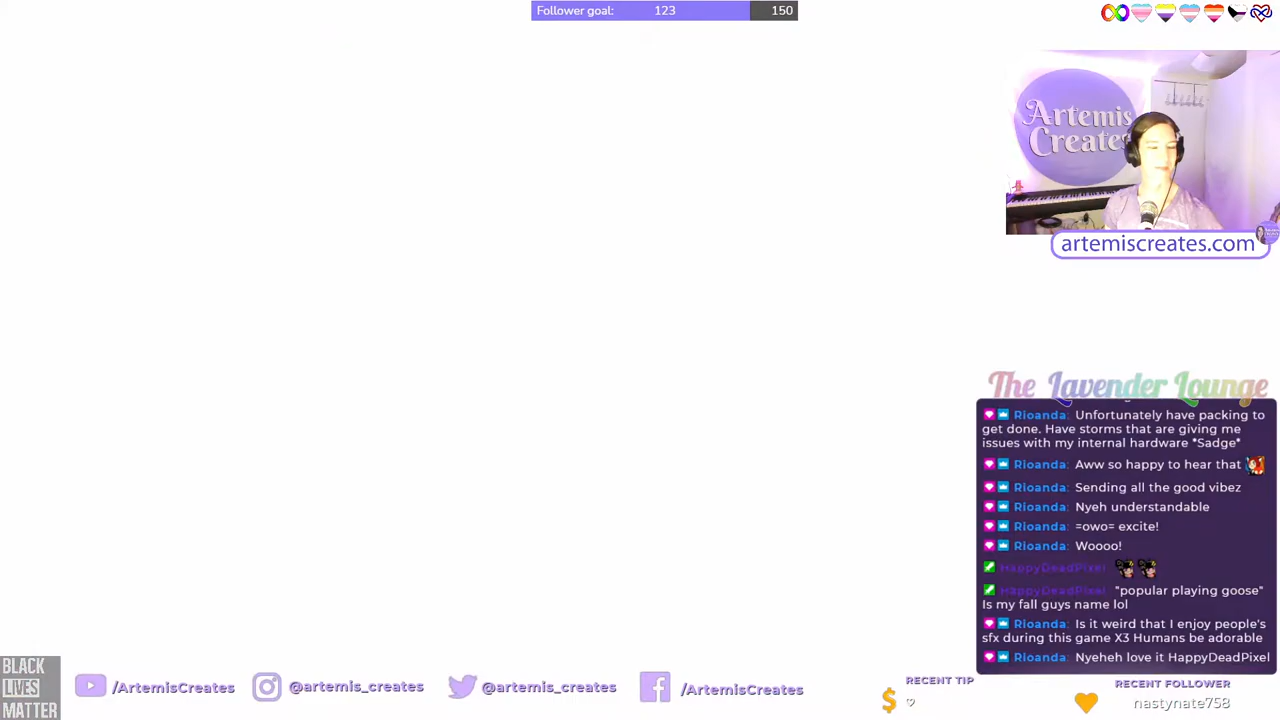 Follower goal: 123 150
Artemis
Creates
artemiscreates.com
The Lavender Lounge
Rioanda: Unfortunately have packing to
get done. Have storms that are giving me
issues with my internal hardware *Sadge*
Rioanda: Aww so happy to hear that
Rioanda: Sending all the good vibez
Rioanda: Nyeh understandable
Rioanda: =owo= excite!
Rioanda: Woooo!
HappyDeadPixel
HappyDeadPixel "popular playing goose"
Is my fall guys name lol
Rioanda: Is it weird that I enjoy people's
sfx during this game X3 Humans be adorable
Rioanda: Nyeheh love it HappyDeadPixel
BLACK
LIVES
MATTER
/ArtemisCreates
@artemis_creates
@artemis_creates
/ArtemisCreates
RECENT TIP
RECENT FOLLOWER
nastynate758